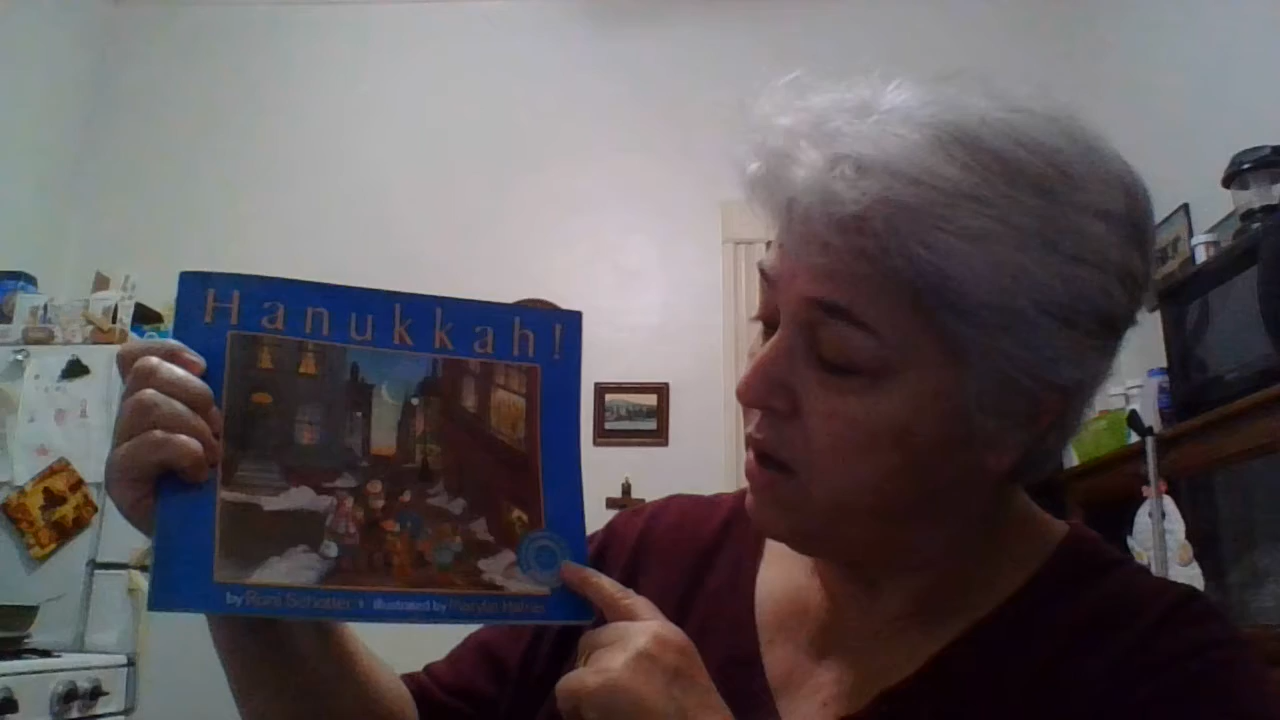 Hanukkah!
by Roni Schotter • illustrated by Marylin Hafner